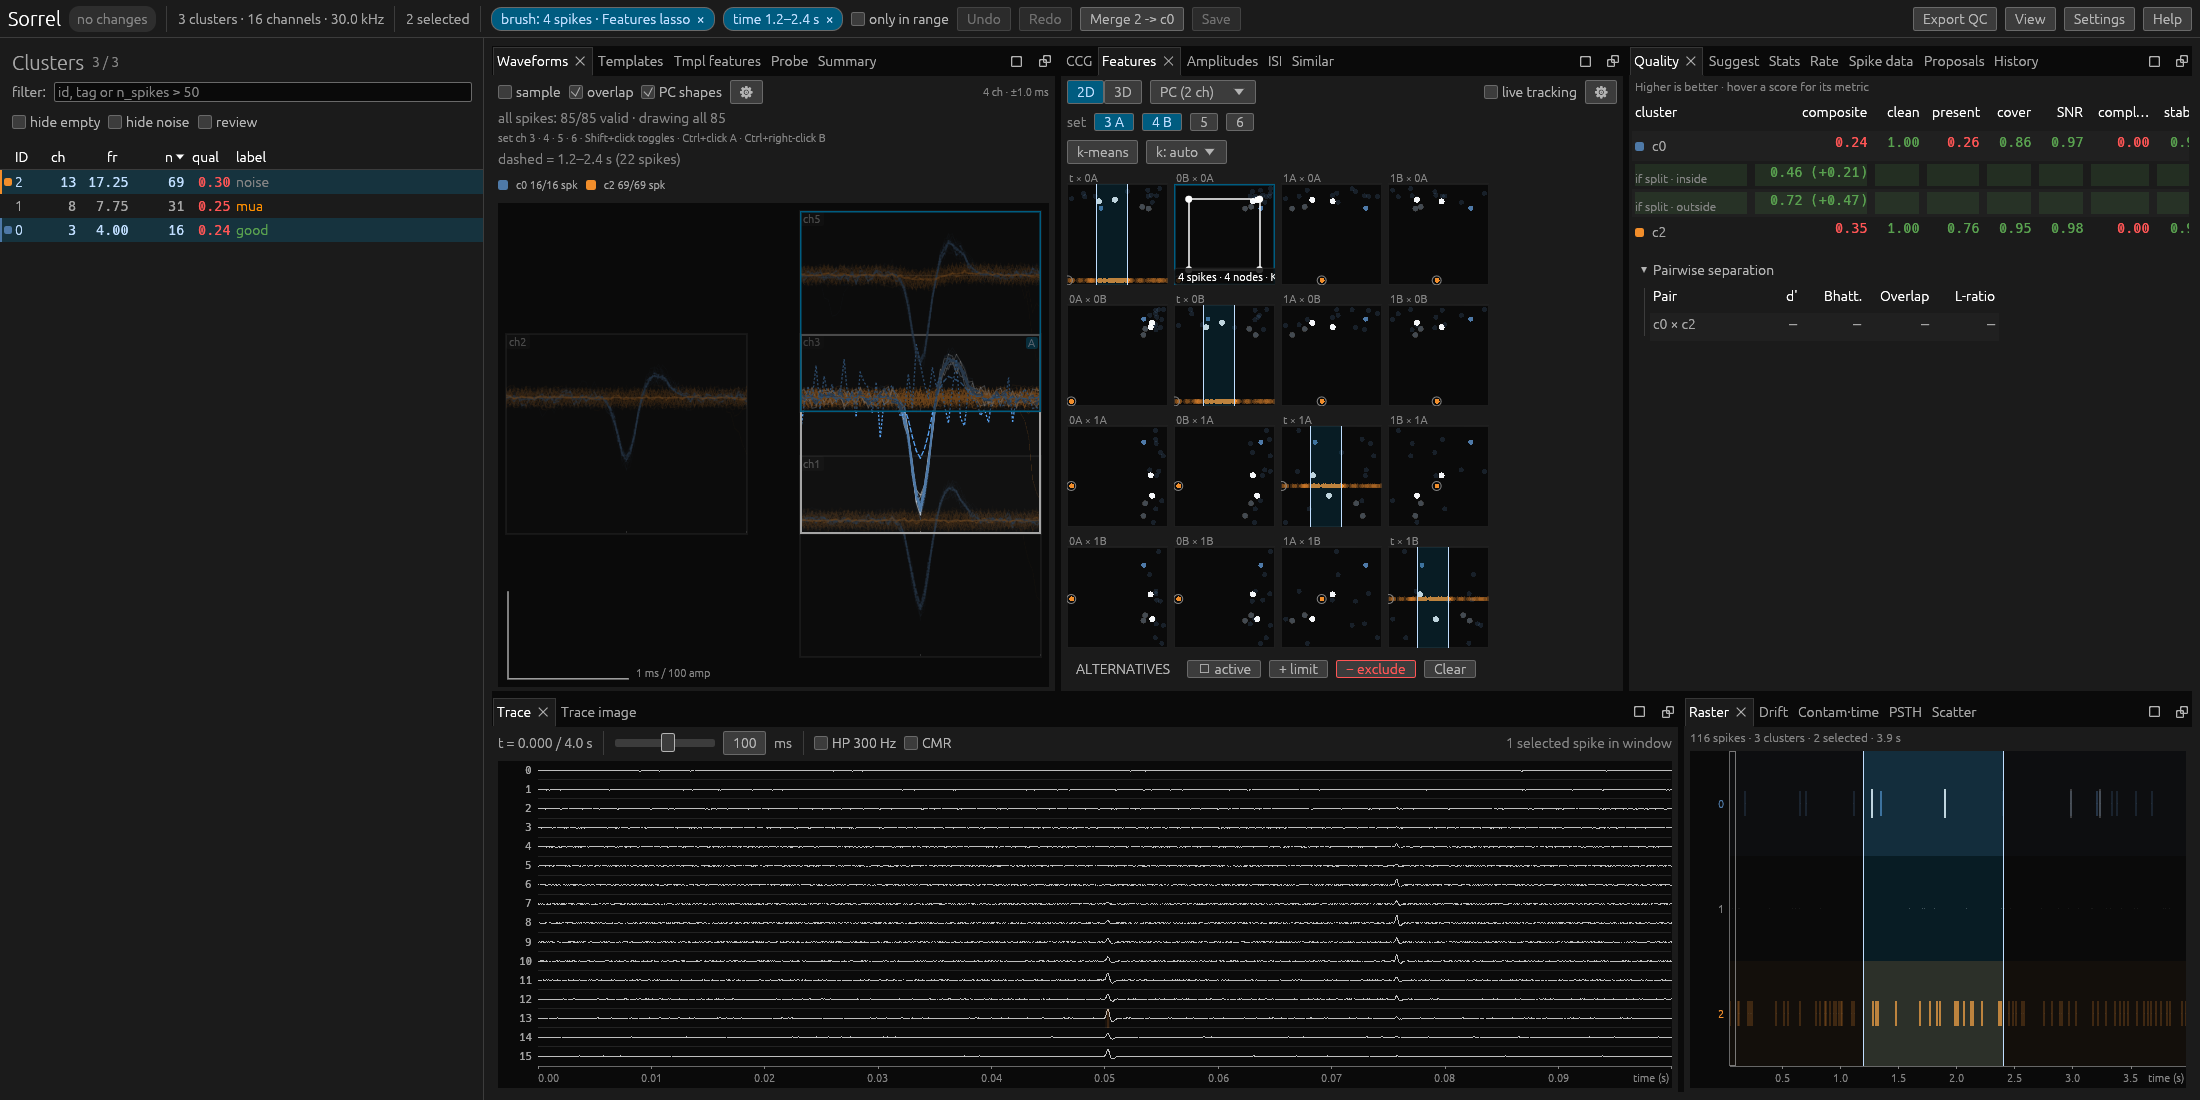 Sorrel no changes 3 clusters · 16 channels · 30.0 kHz 2 selected brush: 4 spikes · Features lasso × time 1.2–2.4 s × only in range Undo Redo Merge 2 -> c0 Save Export QC View Settings Help
Clusters 3 / 3
filter: id, tag or n_spikes > 50
hide empty hide noise review
ID ch fr n▼ qual label
2 13 17.25 69 0.30 noise
1 8 7.75 31 0.25 mua
0 3 4.00 16 0.24 good
Waveforms Templates Tmpl features Probe Summary
sample overlap PC shapes 4 ch · ±1.0 ms
all spikes: 85/85 valid · drawing all 85
set ch 3 · 4 · 5 · 6 · Shift+click toggles · Ctrl+click A · Ctrl+right-click B
dashed = 1.2–2.4 s (22 spikes)
c0 16/16 spk c2 69/69 spk
ch5
ch2
ch3 A
ch1
1 ms / 100 amp
CCG Features Amplitudes ISI Similar
2D 3D PC (2 ch) live tracking
set 3 A 4 B 5 6
k-means k: auto
t × 0A 0B × 0A 1A × 0A 1B × 0A
4 spikes · 4 nodes · K
0A × 0B t × 0B 1A × 0B 1B × 0B
0A × 1A 0B × 1A t × 1A 1B × 1A
0A × 1B 0B × 1B 1A × 1B t × 1B
ALTERNATIVES active + limit − exclude Clear
Quality Suggest Stats Rate Spike data Proposals History
Higher is better · hover a score for its metric
cluster composite clean present cover SNR compl... stab
c0 0.24 1.00 0.26 0.86 0.97 0.00
if split · inside 0.46 (+0.21)
if split · outside 0.72 (+0.47)
c2 0.35 1.00 0.76 0.95 0.98 0.00
Pairwise separation
Pair d' Bhatt. Overlap L-ratio
c0 × c2 – – – –
Trace Trace image
t = 0.000 / 4.0 s 100 ms HP 300 Hz CMR 1 selected spike in window
0
1
2
3
4
5
6
7
8
9
10
11
12
13
14
15
0.00 0.01 0.02 0.03 0.04 0.05 0.06 0.07 0.08 0.09 time (s)
Raster Drift Contam·time PSTH Scatter
116 spikes · 3 clusters · 2 selected · 3.9 s
0
1
2
0.5 1.0 1.5 2.0 2.5 3.0 3.5 time (s)